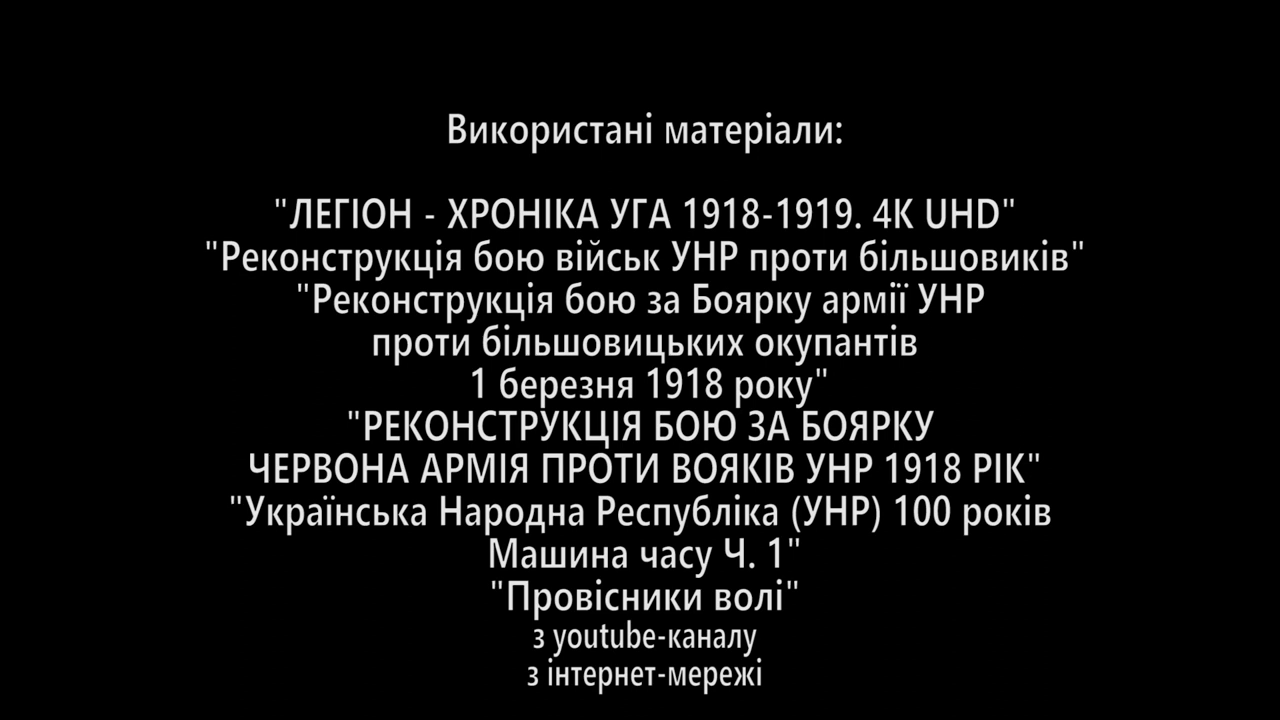 Використані матеріали:
"ЛЕГІОН - ХРОНІКА УГА 1918-1919. 4K UHD"
"Реконструкція бою військ УНР проти більшовиків"
"Реконструкція бою за Боярку армії УНР
проти більшовицьких окупантів
1 березня 1918 року"
"РЕКОНСТРУКЦІЯ БОЮ ЗА БОЯРКУ
ЧЕРВОНА АРМІЯ ПРОТИ ВОЯКІВ УНР 1918 РІК"
"Українська Народна Республіка (УНР) 100 років
Машина часу Ч. 1"
"Провісники волі"
з youtube-каналу
з інтернет-мережі